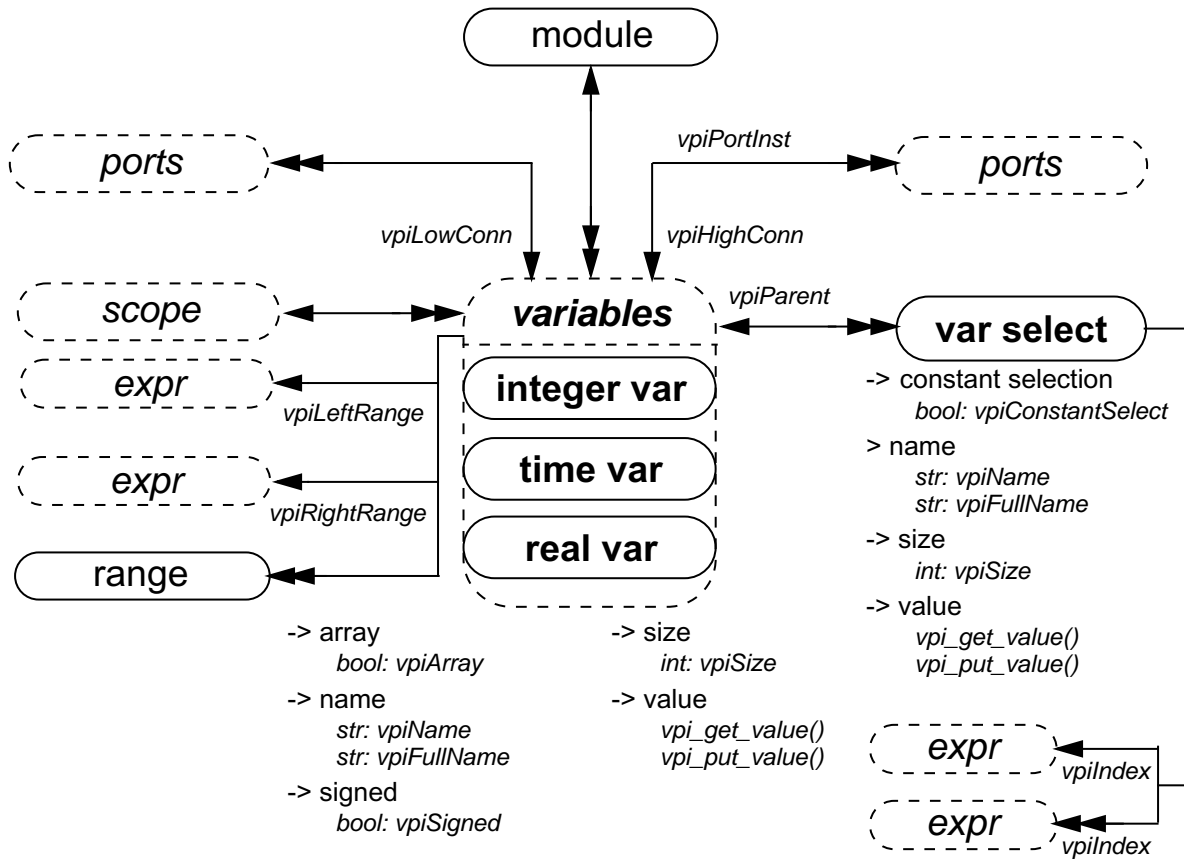 module
ports
vpiPortInst
ports
vpiLowConn
vpiHighConn
scope
variables
vpiParent
var select
expr
vpiLeftRange
integer var
-> constant selection
bool: vpiConstantSelect
expr
vpiRightRange
time var
> name
str: vpiName
str: vpiFullName
range
real var
-> size
int: vpiSize
-> value
vpi_get_value()
vpi_put_value()
-> array
bool: vpiArray
-> name
str: vpiName
str: vpiFullName
-> signed
bool: vpiSigned
-> size
int: vpiSize
-> value
vpi_get_value()
vpi_put_value()
expr
vpiIndex
expr
vpiIndex